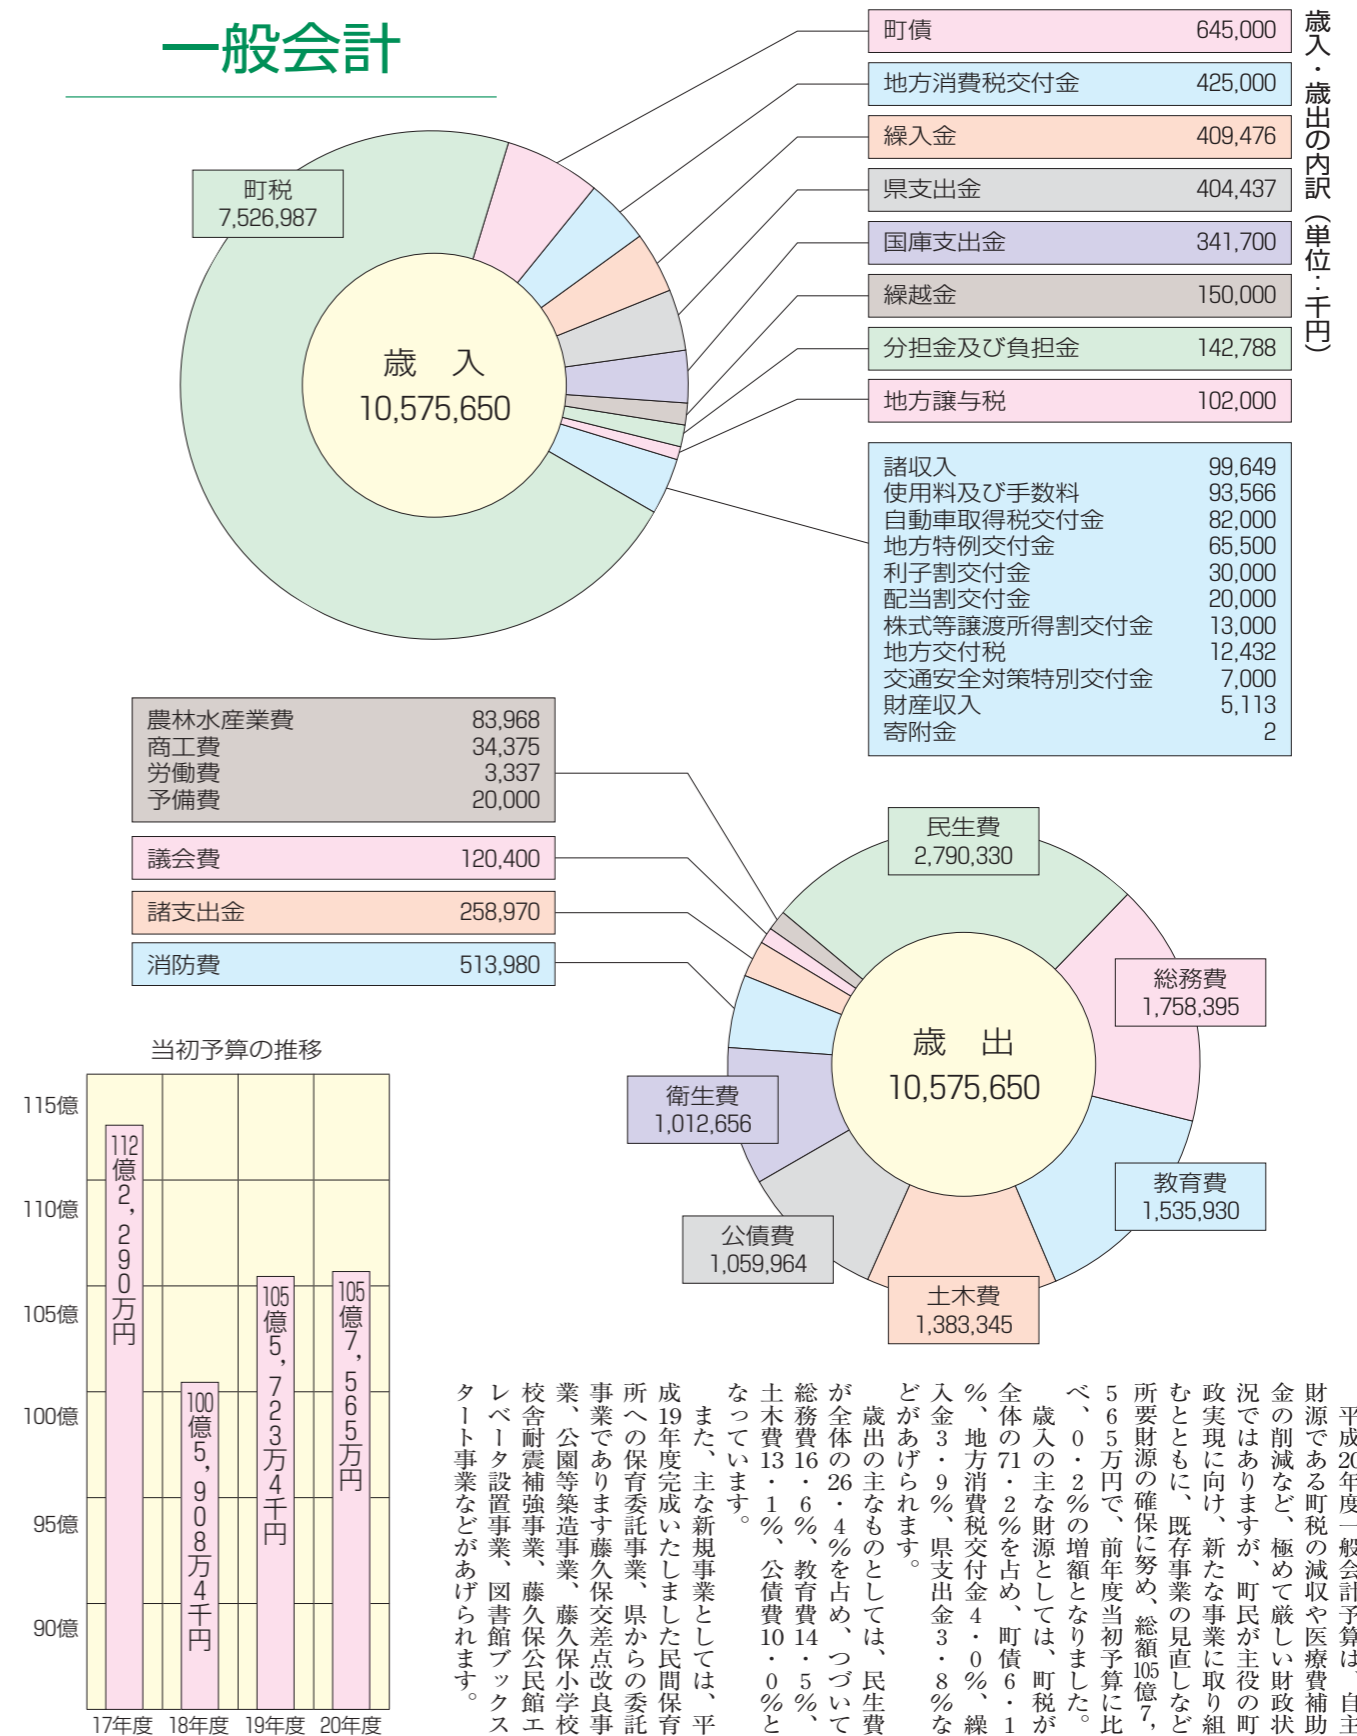 一般会計
歳入・歳出の内訳（単位：千円）
町債 645,000
地方消費税交付金 425,000
繰入金 409,476
県支出金 404,437
国庫支出金 341,700
繰越金 150,000
分担金及び負担金 142,788
地方譲与税 102,000
諸収入 99,649
使用料及び手数料 93,566
自動車取得税交付金 82,000
地方特例交付金 65,500
利子割交付金 30,000
配当割交付金 20,000
株式等譲渡所得割交付金 13,000
地方交付税 12,432
交通安全対策特別交付金 7,000
財産収入 5,113
寄附金 2
町税
7,526,987
歳 入
10,575,650
農林水産業費 83,968
商工費 34,375
労働費 3,337
予備費 20,000
議会費 120,400
諸支出金 258,970
消防費 513,980
民生費
2,790,330
総務費
1,758,395
教育費
1,535,930
土木費
1,383,345
公債費
1,059,964
衛生費
1,012,656
歳 出
10,575,650
当初予算の推移
115億
110億
105億
100億
95億
90億
112億2,290万円
100億5,908万4千円
105億5,723万4千円
105億7,565万円
17年度
18年度
19年度
20年度
平成20年度一般会計予算は、自主
財源である町税の減収や医療費補助
金の削減など、極めて厳しい財政状
況ではありますが、町民が主役の町
政実現に向け、新たな事業に取り組
むとともに、既存事業の見直しなど
所要財源の確保に努め、総額105億7,
565万円で、前年度当初予算に比
べ、0・2％の増額となりました。
歳入の主な財源としては、町税が
全体の71・2％を占め、町債6・1
％、地方消費税交付金4・0％、繰
入金3・9％、県支出金3・8％な
どがあげられます。
歳出の主なものとしては、民生費
が全体の26・4％を占め、つづいて
総務費16・6％、教育費14・5％、
土木費13・1％、公債費10・0％と
なっています。
また、主な新規事業としては、平
成19年度完成いたしました民間保育
所への保育委託事業、県からの委託
事業であります藤久保交差点改良事
業、公園等築造事業、藤久保小学校
校舎耐震補強事業、藤久保公民館エ
レベータ設置事業、図書館ブックス
タート事業などがあげられます。